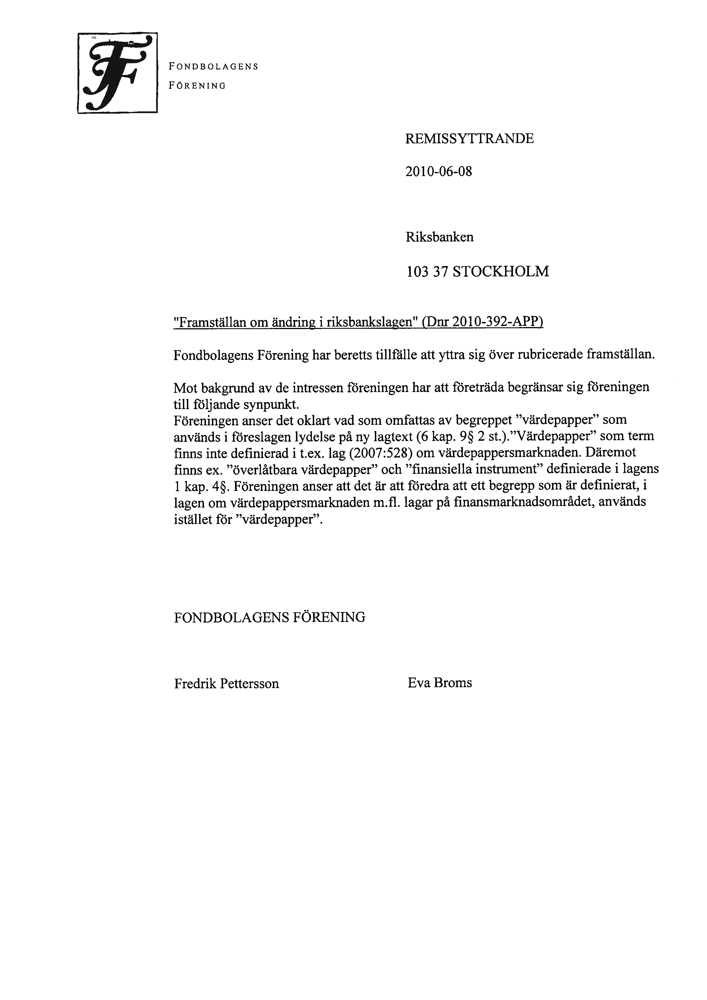 FONDBOLAGENS
FÖRENING
REMISSYTTRANDE
2010-06-08
Riksbanken
103 37 STOCKHOLM
"Framställan om ändring i riksbankslagen" (Dnr 2010-392-APP)
Fondbolagens Förening har beretts tillfälle att yttra sig över rubricerade framställan.
Mot bakgrund av de intressen föreningen har att företräda begränsar sig föreningen
till följande synpunkt.
Föreningen anser det oklart vad som omfattas av begreppet ”värdepapper” som
används i föreslagen lydelse på ny lagtext (6 kap. 9§ 2 st.).”Värdepapper” som term
finns inte definierad i t.ex. lag (2007:528) om värdepappersmarknaden. Däremot
finns ex. ”överlåtbara värdepapper” och ”finansiella instrument” definierade i lagens
1 kap. 4§. Föreningen anser att det är att föredra att ett begrepp som är definierat, i
lagen om värdepappersmarknaden m.fl. lagar på finansmarknadsområdet, används
istället för ”värdepapper”.
FONDBOLAGENS FÖRENING
Fredrik Pettersson
Eva Broms